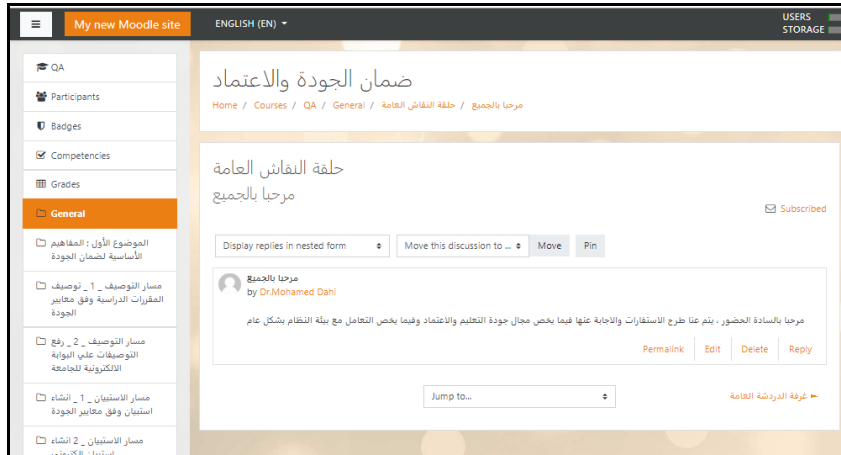 My new Moodle site
ENGLISH (EN)
USERS
STORAGE
QA
Participants
Badges
Competencies
Grades
General
الموضوع الأول : المفاهيم
الأساسية لضمان الجودة
مسار التوصيف _ 1 _ توصيف
المقررات الدراسية وفق معايير
الجودة
مسار التوصيف _ 2 _ رفع
التوصيفات علي البوابة
الالكترونية للجامعة
مسار الاستبيان _ 1 _ انشاء
استبيان وفق معايير الجودة
مسار الاستبيان _ 2 انشاء
ضمان الجودة والاعتماد
Home / Courses / QA / General / حلقة النقاش العامة / مرحبا بالجميع
حلقة النقاش العامة
مرحبا بالجميع
Subscribed
Display replies in nested form
Move this discussion to ...
Move
Pin
مرحبا بالجميع
by Dr.Mohamed Dahi
مرحبا بالسادة الحضور ، يتم عنا طرح الاستفارات والاجابة عنها فيما يخص مجال جودة التعليم والاعتماد وفيما يخص التعامل مع بيئة النظام بشكل عام
Permalink
Edit
Delete
Reply
Jump to...
غرفة الدردشة العامة